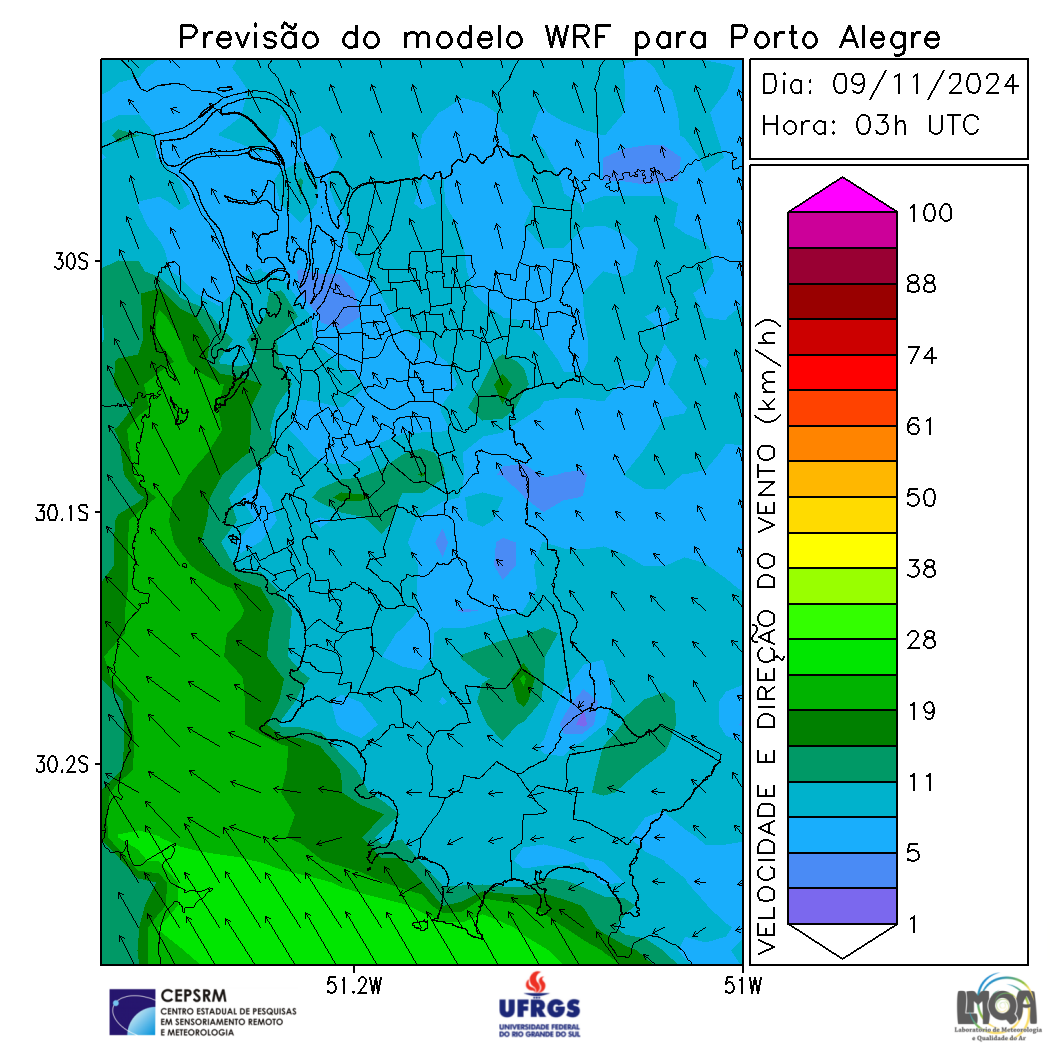 Previsão do modelo WRF para Porto Alegre
Dia: 09/11/2024
Hora: 03h UTC
30S
30.1S
30.2S
51.2W
51W
VELOCIDADE E DIREÇÃO DO VENTO (km/h)
100
88
74
61
50
38
28
19
11
5
1
CEPSRM
CENTRO ESTADUAL DE PESQUISAS
EM SENSORIAMENTO REMOTO
E METEOROLOGIA
UFRGS
UNIVERSIDADE FEDERAL
DO RIO GRANDE DO SUL
LMQA
Laboratório de Meteorologia
e Qualidade do Ar